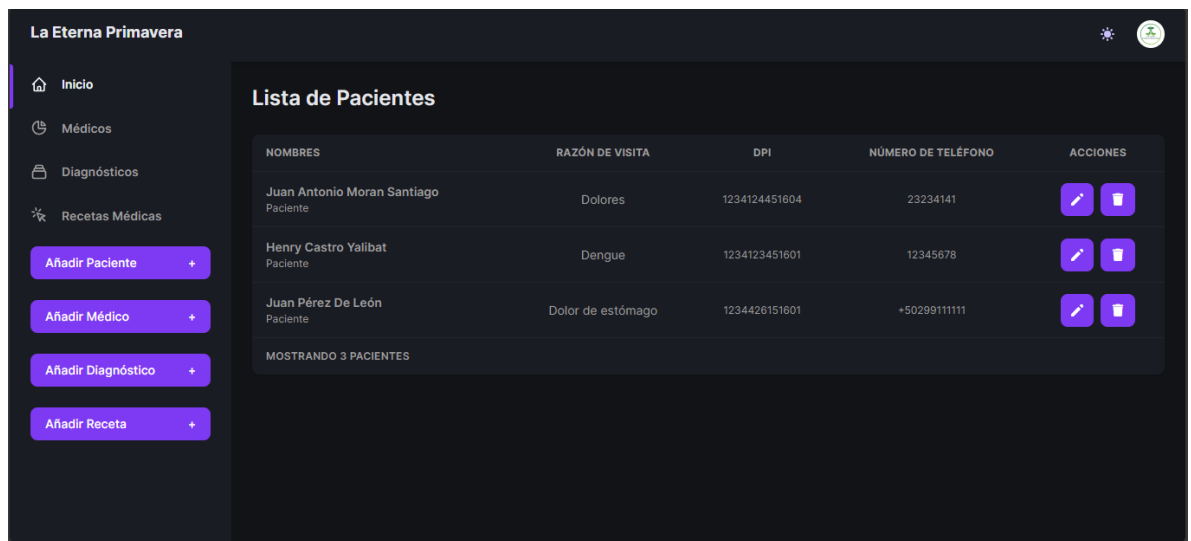 La Eterna Primavera
Inicio
Médicos
Diagnósticos
Recetas Médicas
Añadir Paciente +
Añadir Médico +
Añadir Diagnóstico +
Añadir Receta +
Lista de Pacientes
NOMBRES RAZÓN DE VISITA DPI NÚMERO DE TELÉFONO ACCIONES
Juan Antonio Moran Santiago Dolores 1234124451604 23234141
Paciente
Henry Castro Yalibat Dengue 1234123451601 12345678
Paciente
Juan Pérez De León Dolor de estómago 1234426151601 +50299111111
Paciente
MOSTRANDO 3 PACIENTES